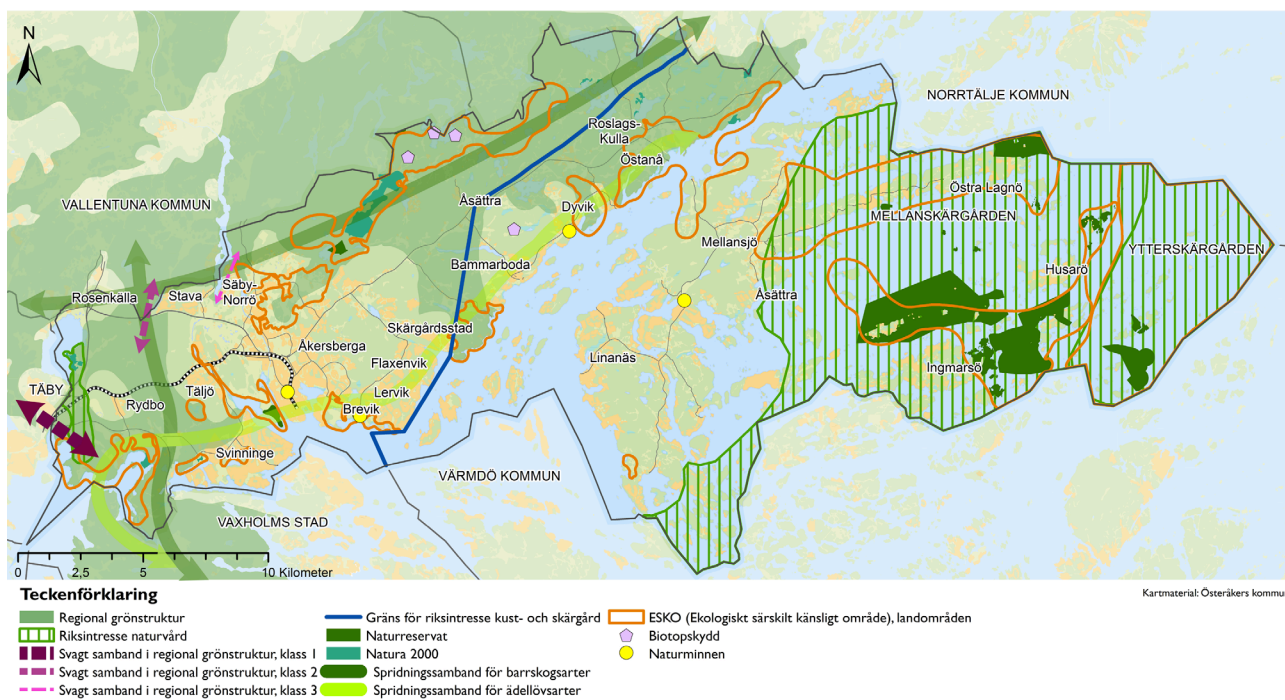 N
NORRTÄLJE KOMMUN
Roslags-
Kulla
Östanå
VALLENTUNA KOMMUN
Åsättra
Dyvik
Östra Lagnö
MELLANSKÄRGÅRDEN
Mellansjö
YTTERSKÄRGÅRDEN
Bammarboda
Husarö
Rosenkälla
Stava
Säby-
Norrö
Åsättra
Skärgårdsstad
Åkersberga
Flaxenvik
Linanäs
Ingmarsö
TÄBY
Täljö
Lervik
Rydbo
Brevik
Svinninge
VÄRMDÖ KOMMUN
VAXHOLMS STAD
0 2,5 5 10 Kilometer
Teckenförklaring
Kartmaterial: Österåkers kommu
Regional grönstruktur
Riksintresse naturvård
Svagt samband i regional grönstruktur, klass 1
Svagt samband i regional grönstruktur, klass 2
Svagt samband i regional grönstruktur, klass 3
Gräns för riksintresse kust- och skärgård
Naturreservat
Natura 2000
Spridningssamband för barrskogsarter
Spridningssamband för ädellövsarter
ESKO (Ekologiskt särskilt känsligt område), landområden
Biotopskydd
Naturminnen